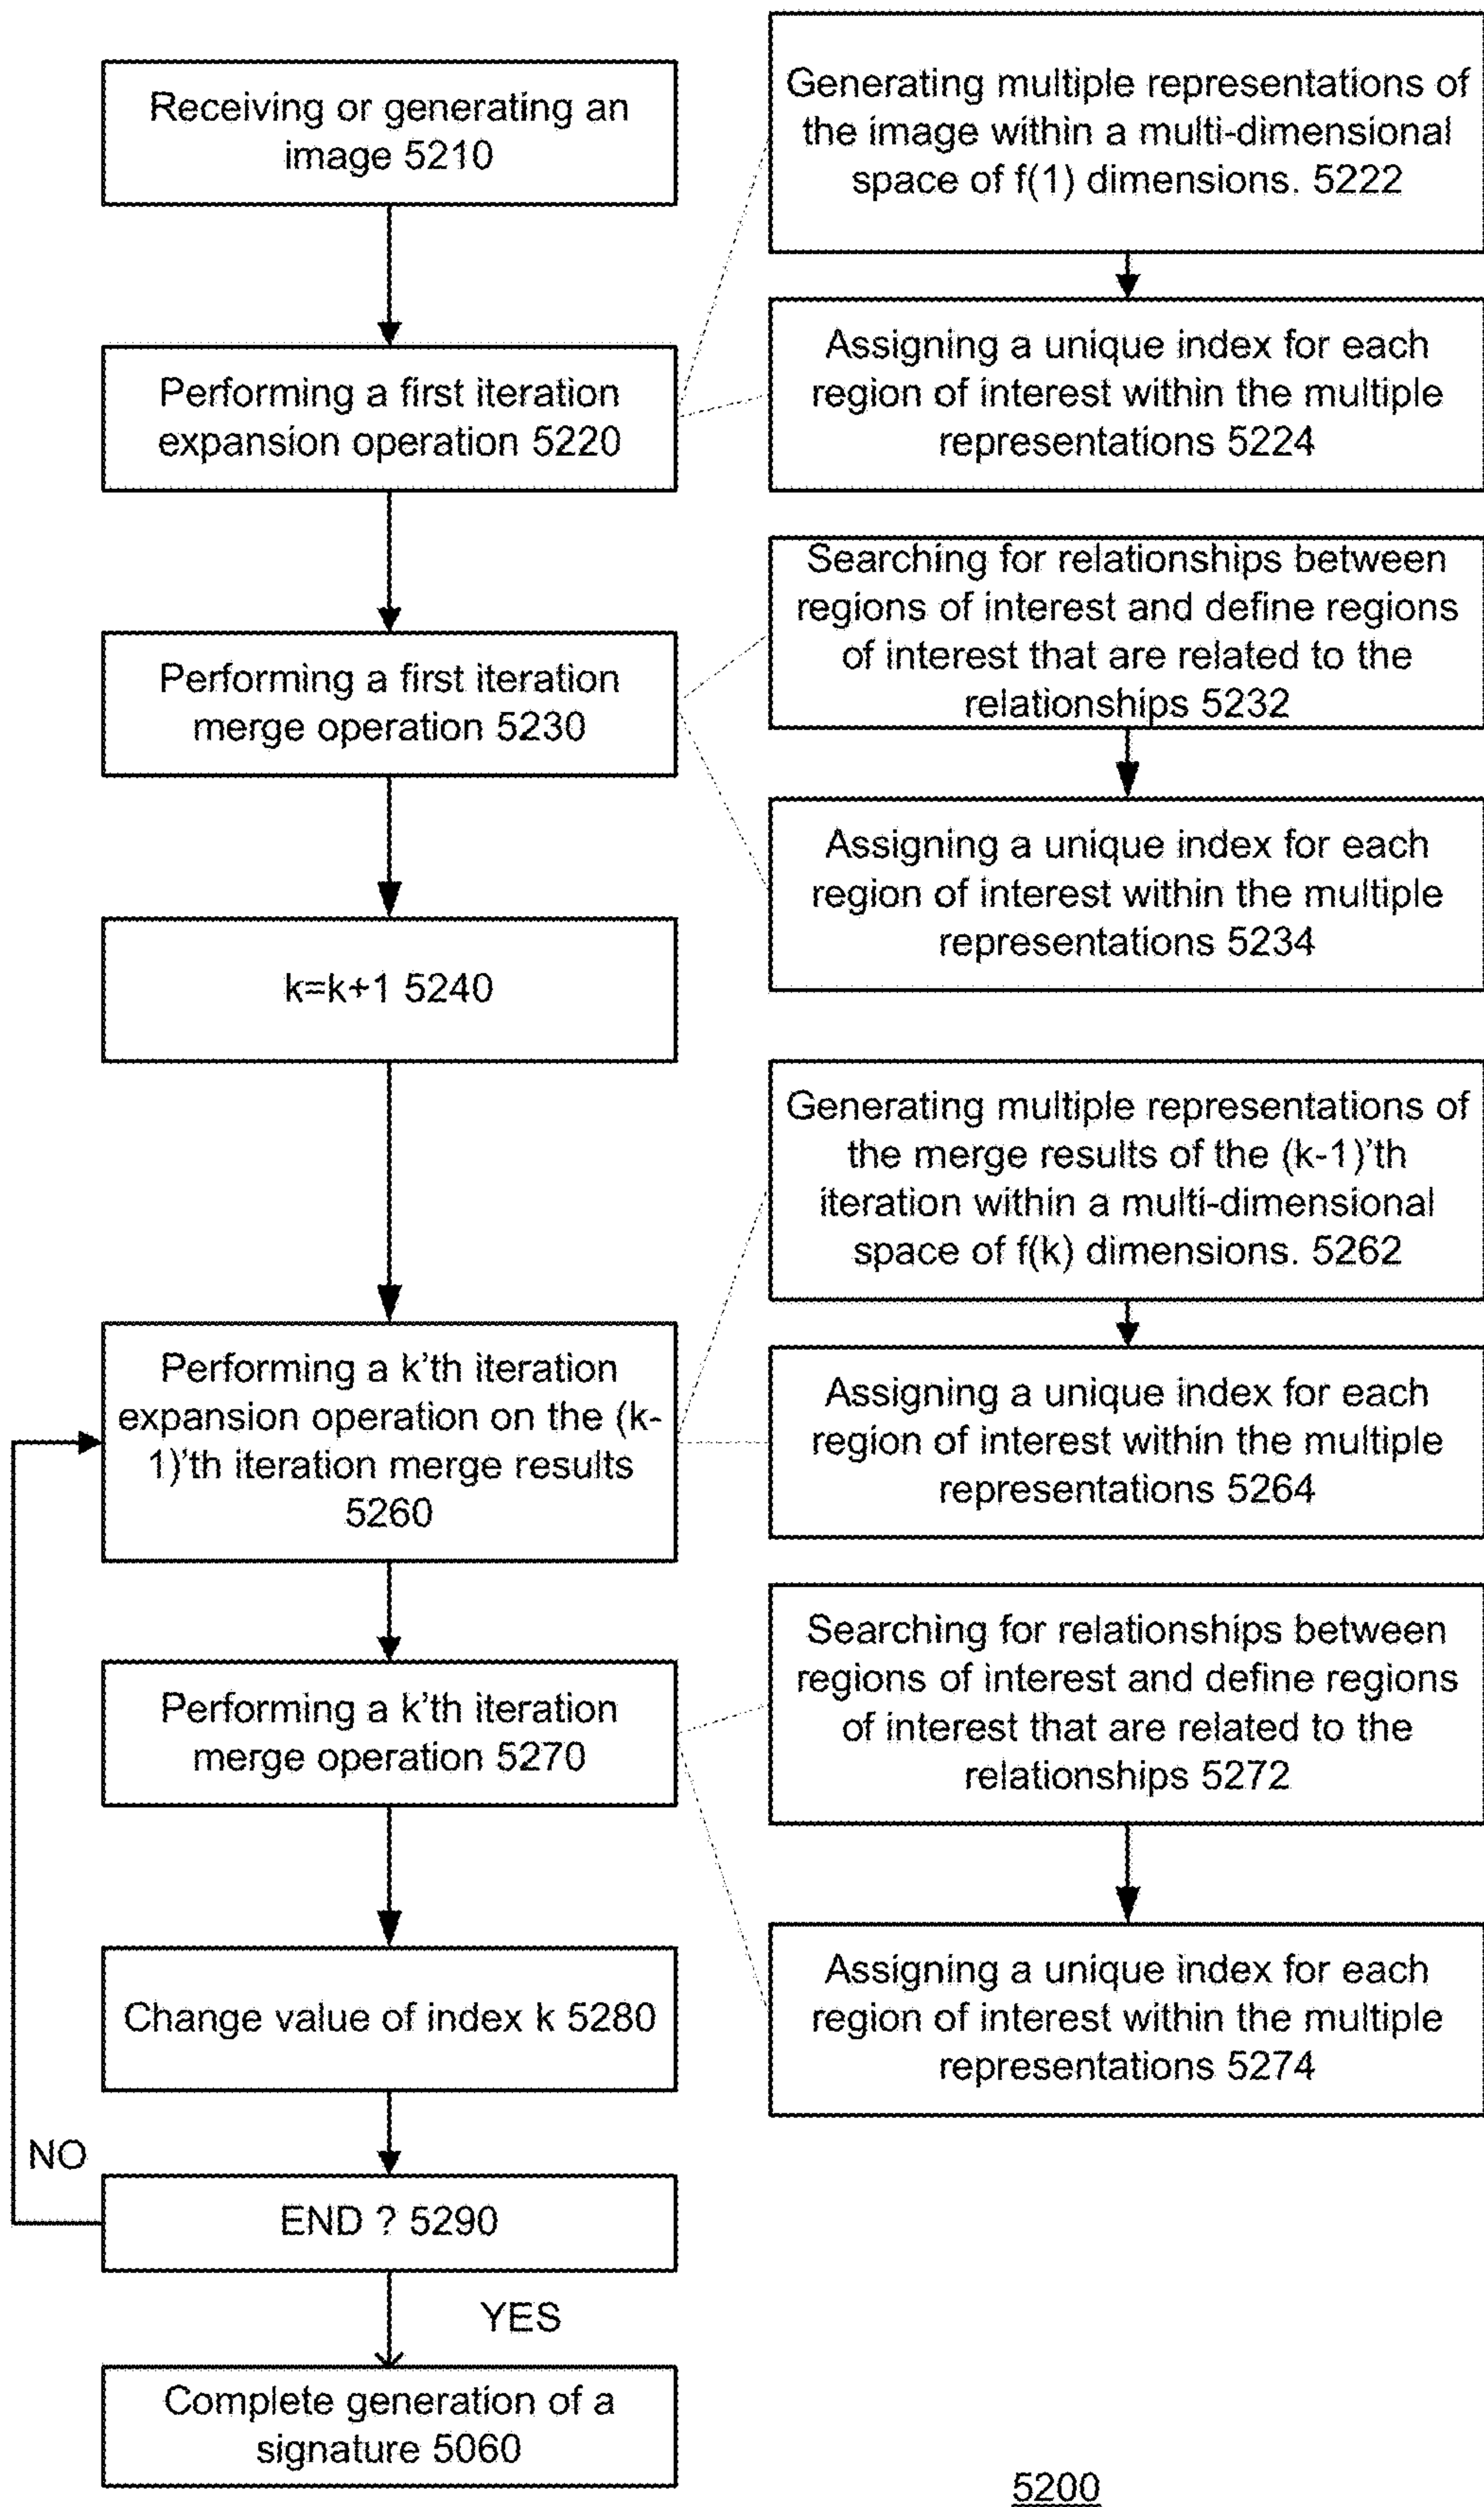 Receiving or generating an
image 5210
Generating multiple representations of
the image within a multi-dimensional
space of f(1) dimensions. 5222
Performing a first iteration
expansion operation 5220
Assigning a unique index for each
region of interest within the multiple
representations 5224
Performing a first iteration
merge operation 5230
Searching for relationships between
regions of interest and define regions
of interest that are related to the
relationships 5232
Assigning a unique index for each
region of interest within the multiple
representations 5234
k=k+1 5240
Performing a k'th iteration
expansion operation on the (k-
1)'th iteration merge results
5260
Generating multiple representations of
the merge results of the (k-1)'th
iteration within a multi-dimensional
space of f(k) dimensions. 5262
Assigning a unique index for each
region of interest within the multiple
representations 5264
Performing a k'th iteration
merge operation 5270
Searching for relationships between
regions of interest and define regions
of interest that are related to the
relationships 5272
Assigning a unique index for each
region of interest within the multiple
representations 5274
Change value of index k 5280
NO
END ? 5290
YES
Complete generation of a
signature 5060
5200